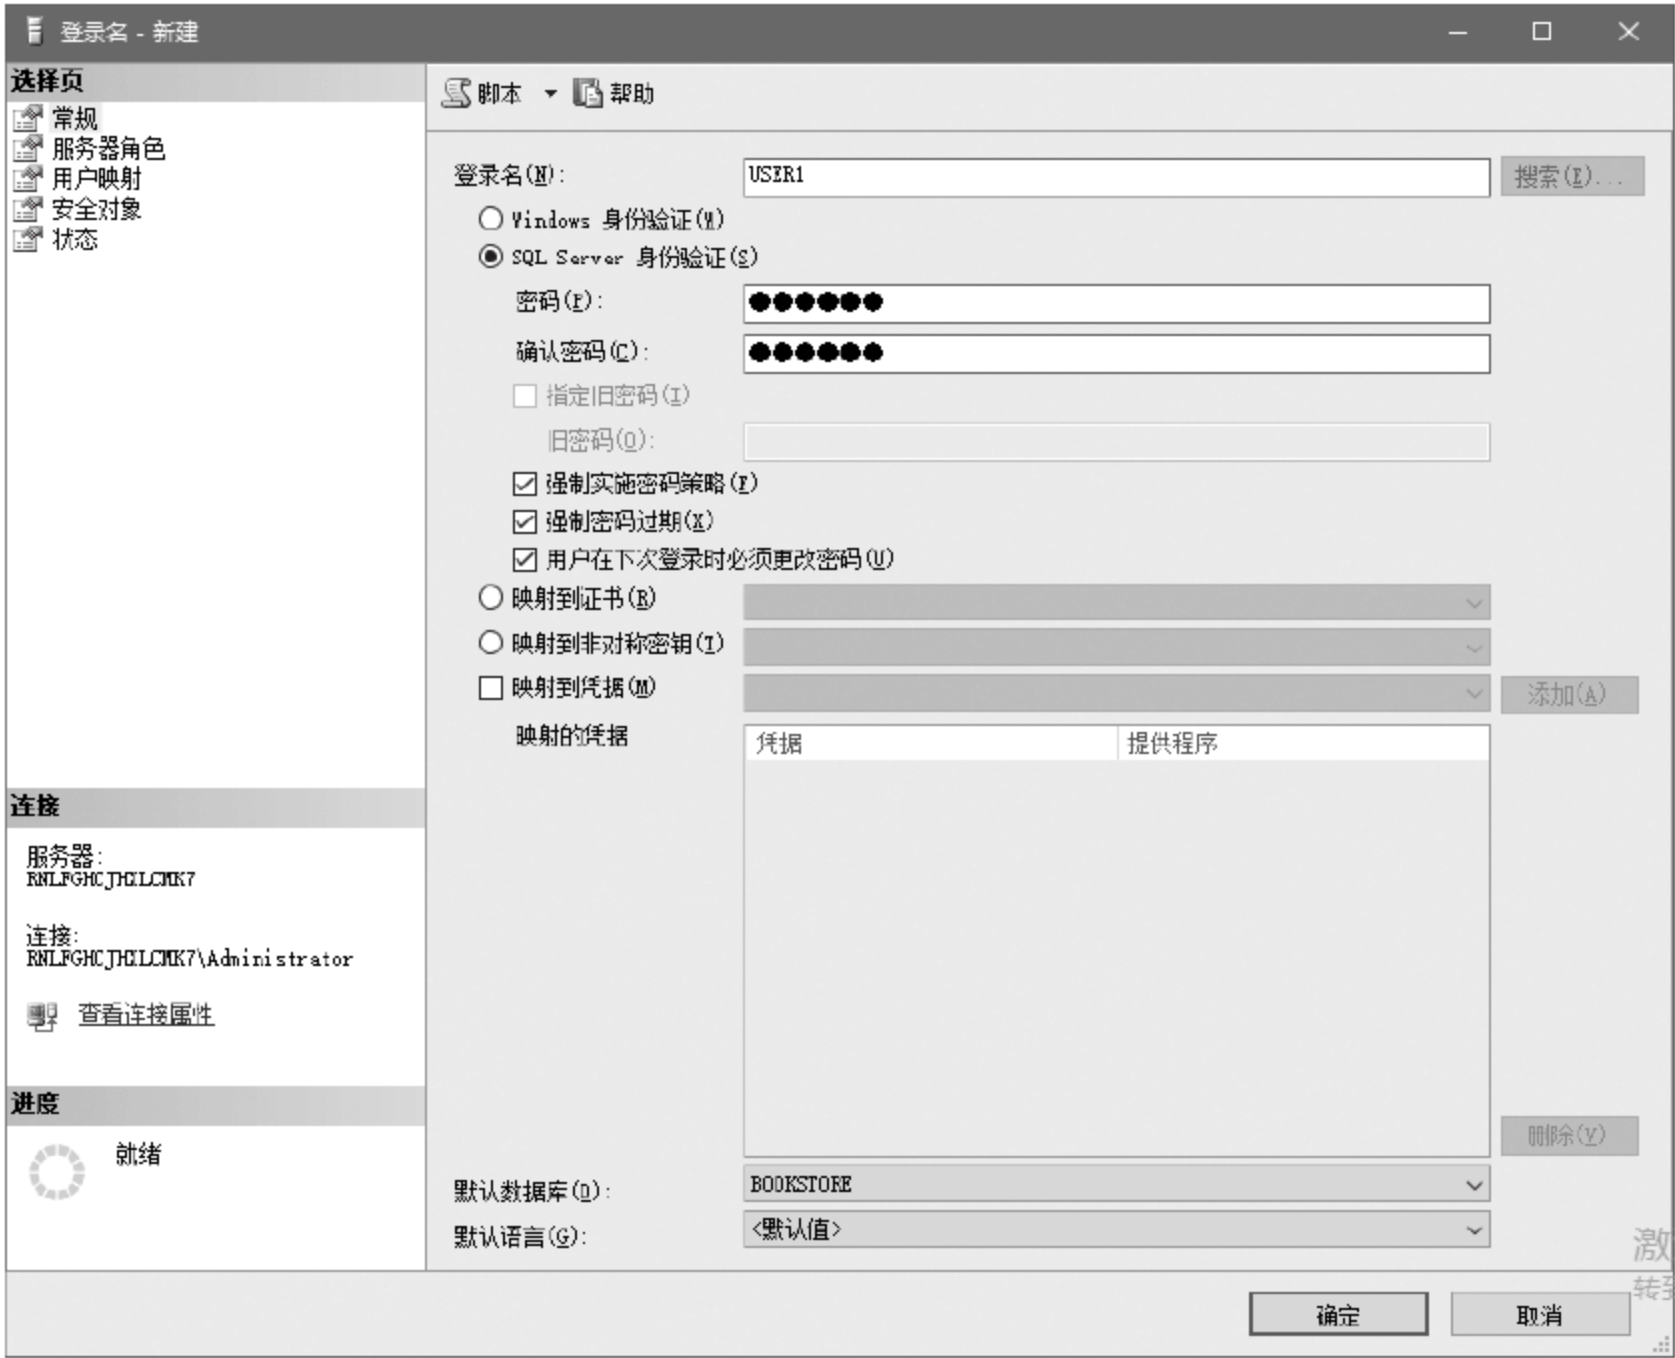 登录名 - 新建
选择页
常规
服务器角色
用户映射
安全对象
状态
脚本 帮助
登录名(N): USER1 搜索(E)...
Windows 身份验证(W)
SQL Server 身份验证(S)
密码(P): ●●●●●●
确认密码(C): ●●●●●●
指定旧密码(I)
旧密码(O):
强制实施密码策略(F)
强制密码过期(X)
用户在下次登录时必须更改密码(U)
映射到证书(R)
映射到非对称密钥(T)
映射到凭据(M) 添加(A)
映射的凭据 凭据 提供程序
删除(V)
默认数据库(D): BOOKSTORE
默认语言(G): <默认值>
连接
服务器:
连接:
\Administrator
查看连接属性
进度
就绪
激
转到
确定 取消